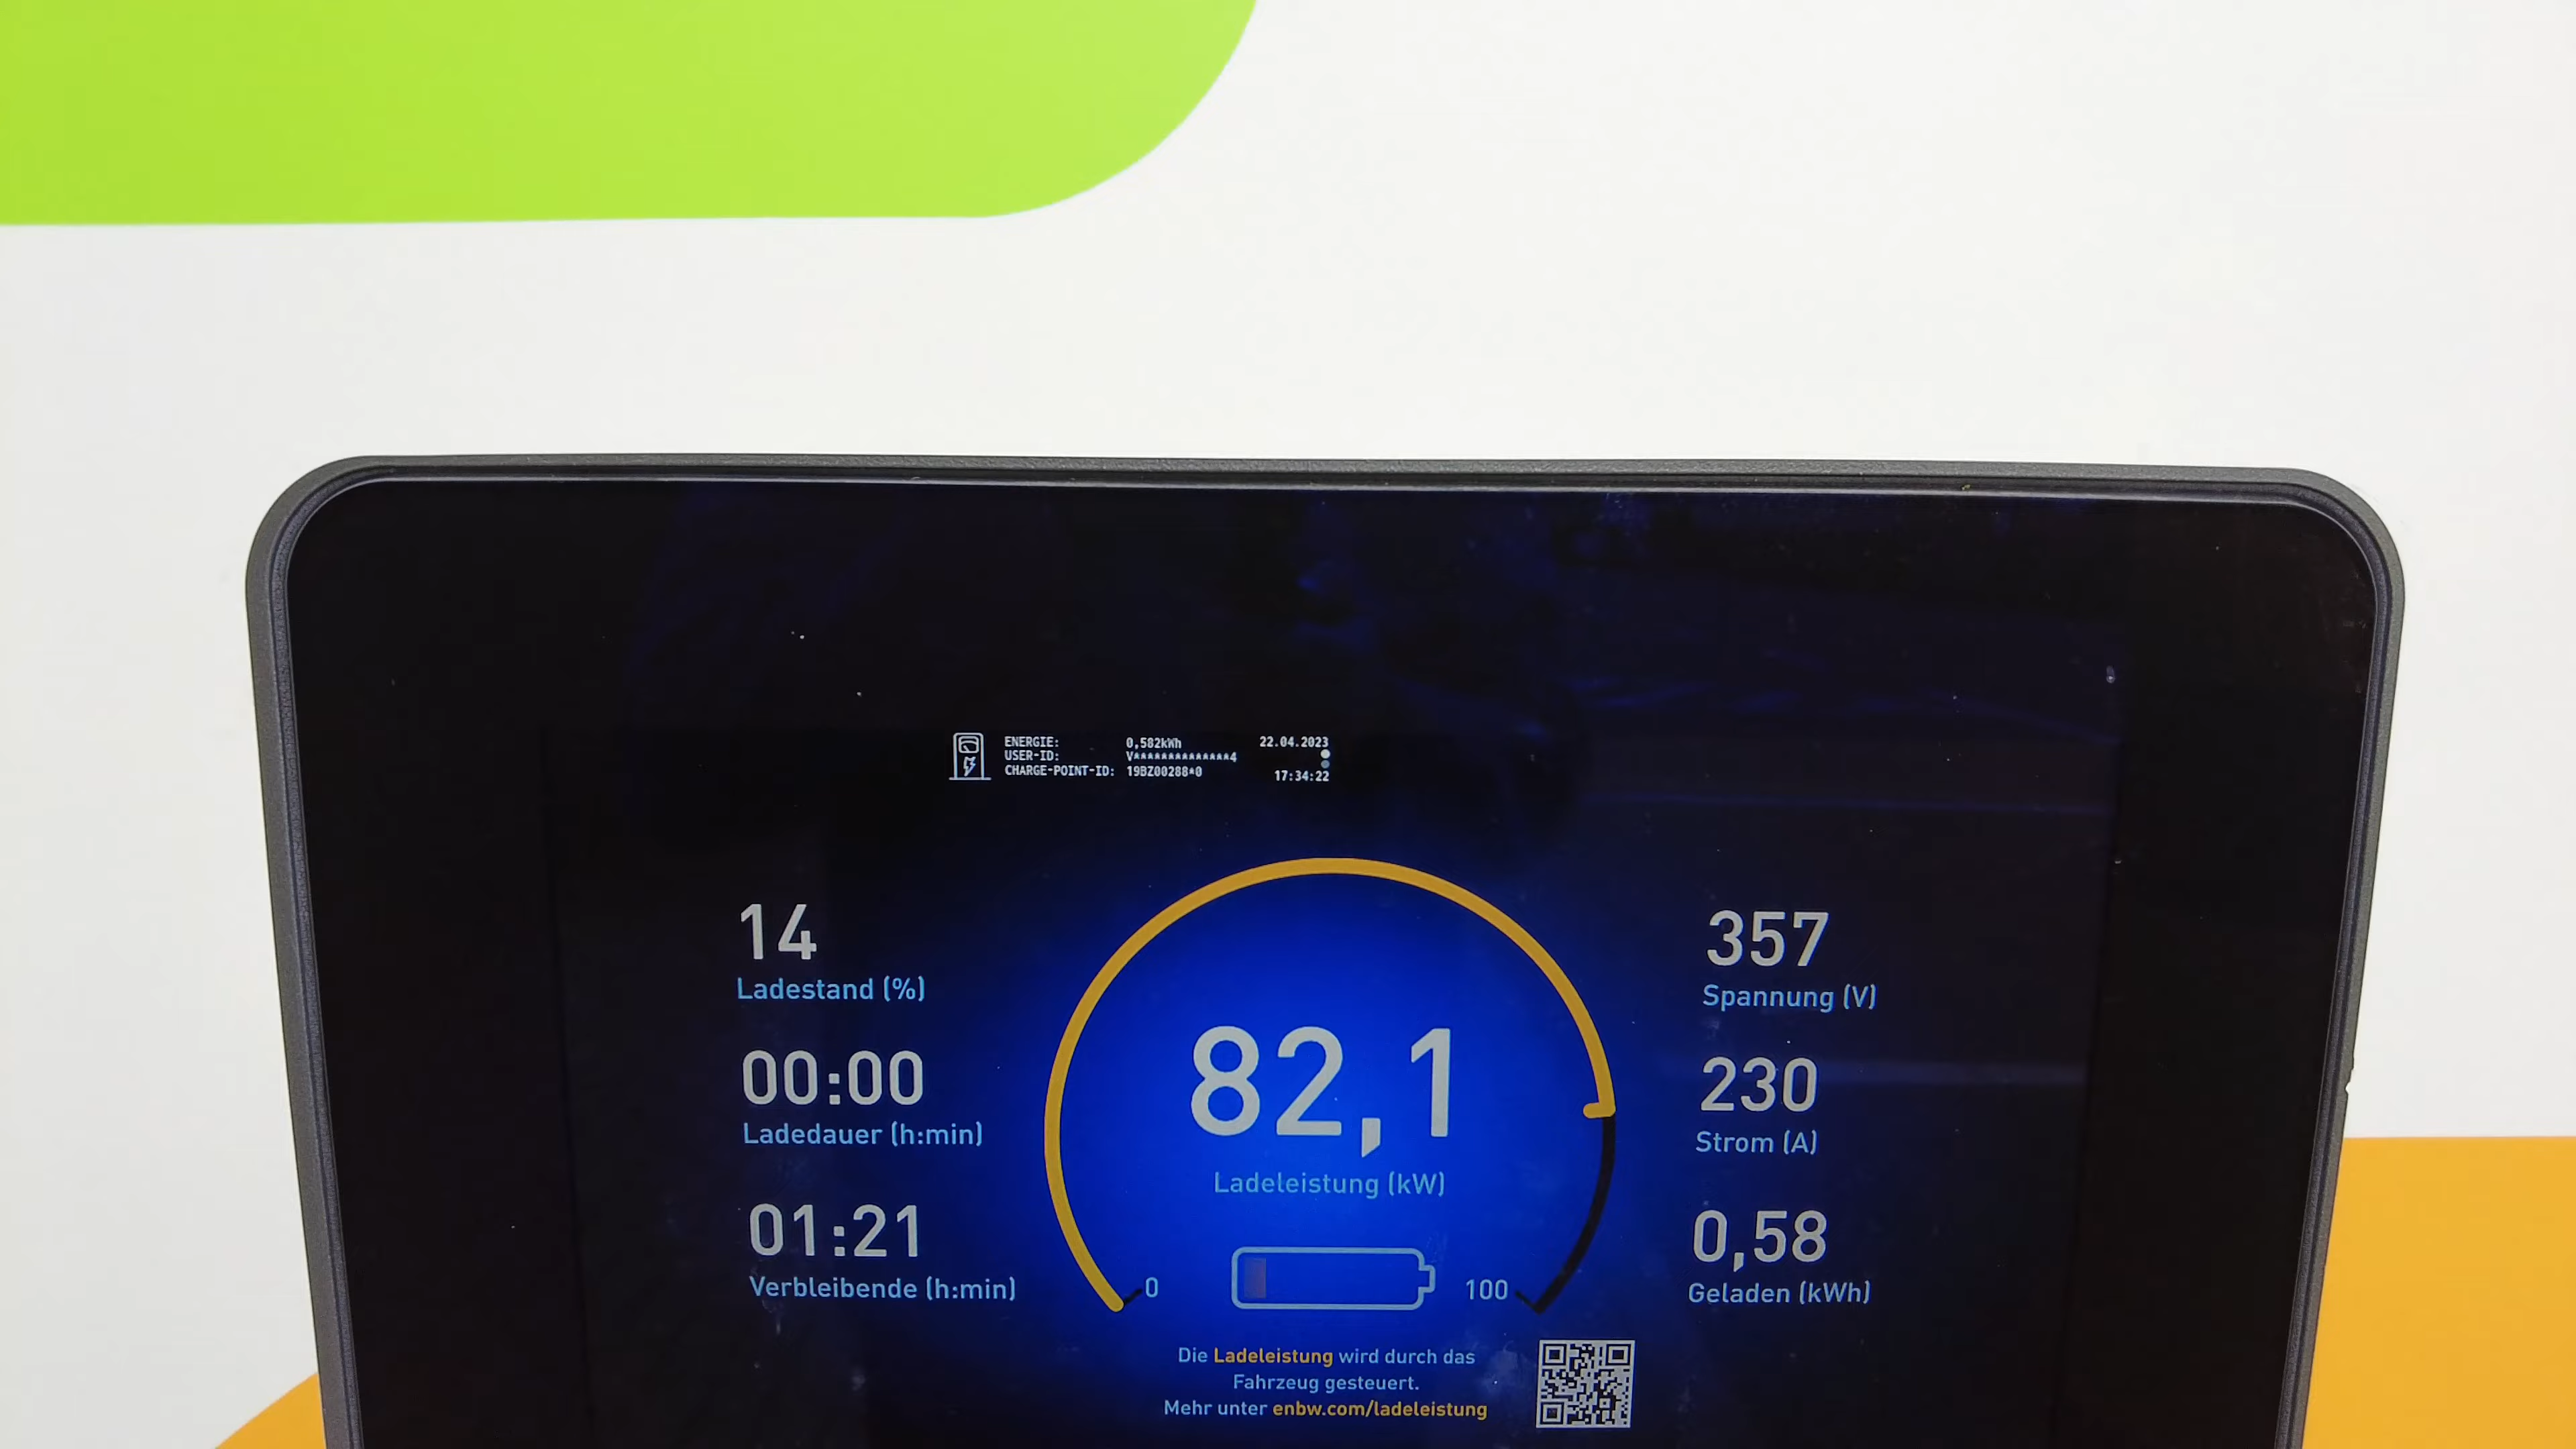 ENERGIE: 0,582kWh 22.04.2023
USER-ID: V**************4
CHARGE-POINT-ID: 19BZ00288*0 17:34:22
14
Ladestand (%)
00:00
Ladedauer (h:min)
01:21
Verbleibende (h:min)
82,1
Ladeleistung (kW)
0 100
357
Spannung (V)
230
Strom (A)
0,58
Geladen (kWh)
Die Ladeleistung wird durch das
Fahrzeug gesteuert.
Mehr unter enbw.com/ladeleistung